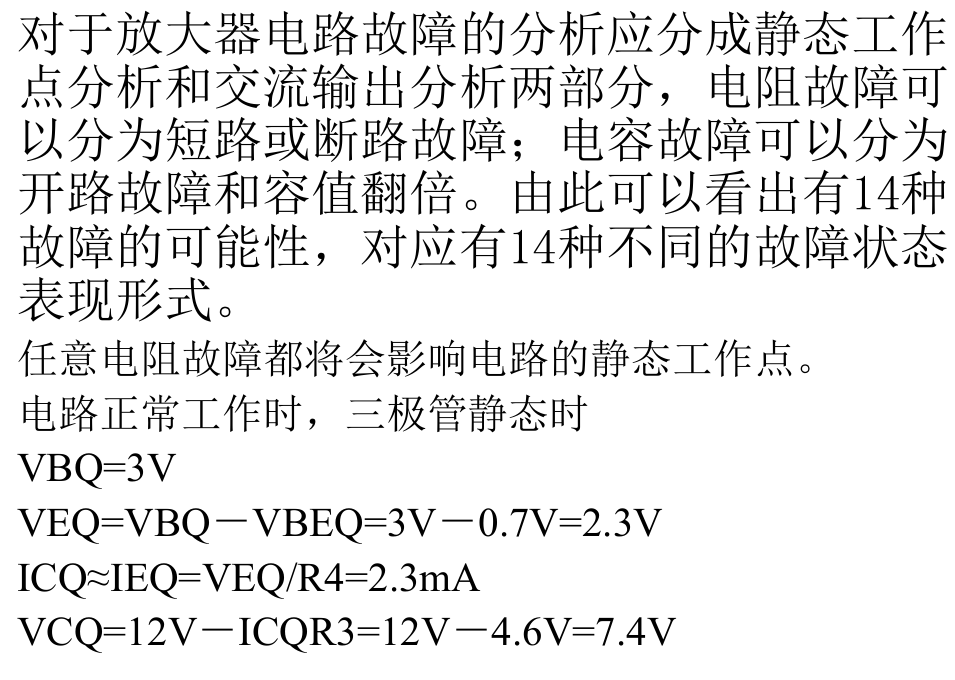 对于放大器电路故障的分析应分成静态工作
点分析和交流输出分析两部分，电阻故障可
以分为短路或断路故障；电容故障可以分为
开路故障和容值翻倍。由此可以看出有14种
故障的可能性，对应有14种不同的故障状态
表现形式。
任意电阻故障都将会影响电路的静态工作点。
电路正常工作时，三极管静态时
VBQ=3V
VEQ=VBQ－VBEQ=3V－0.7V=2.3V
ICQ≈IEQ=VEQ/R4=2.3mA
VCQ=12V－ICQR3=12V－4.6V=7.4V